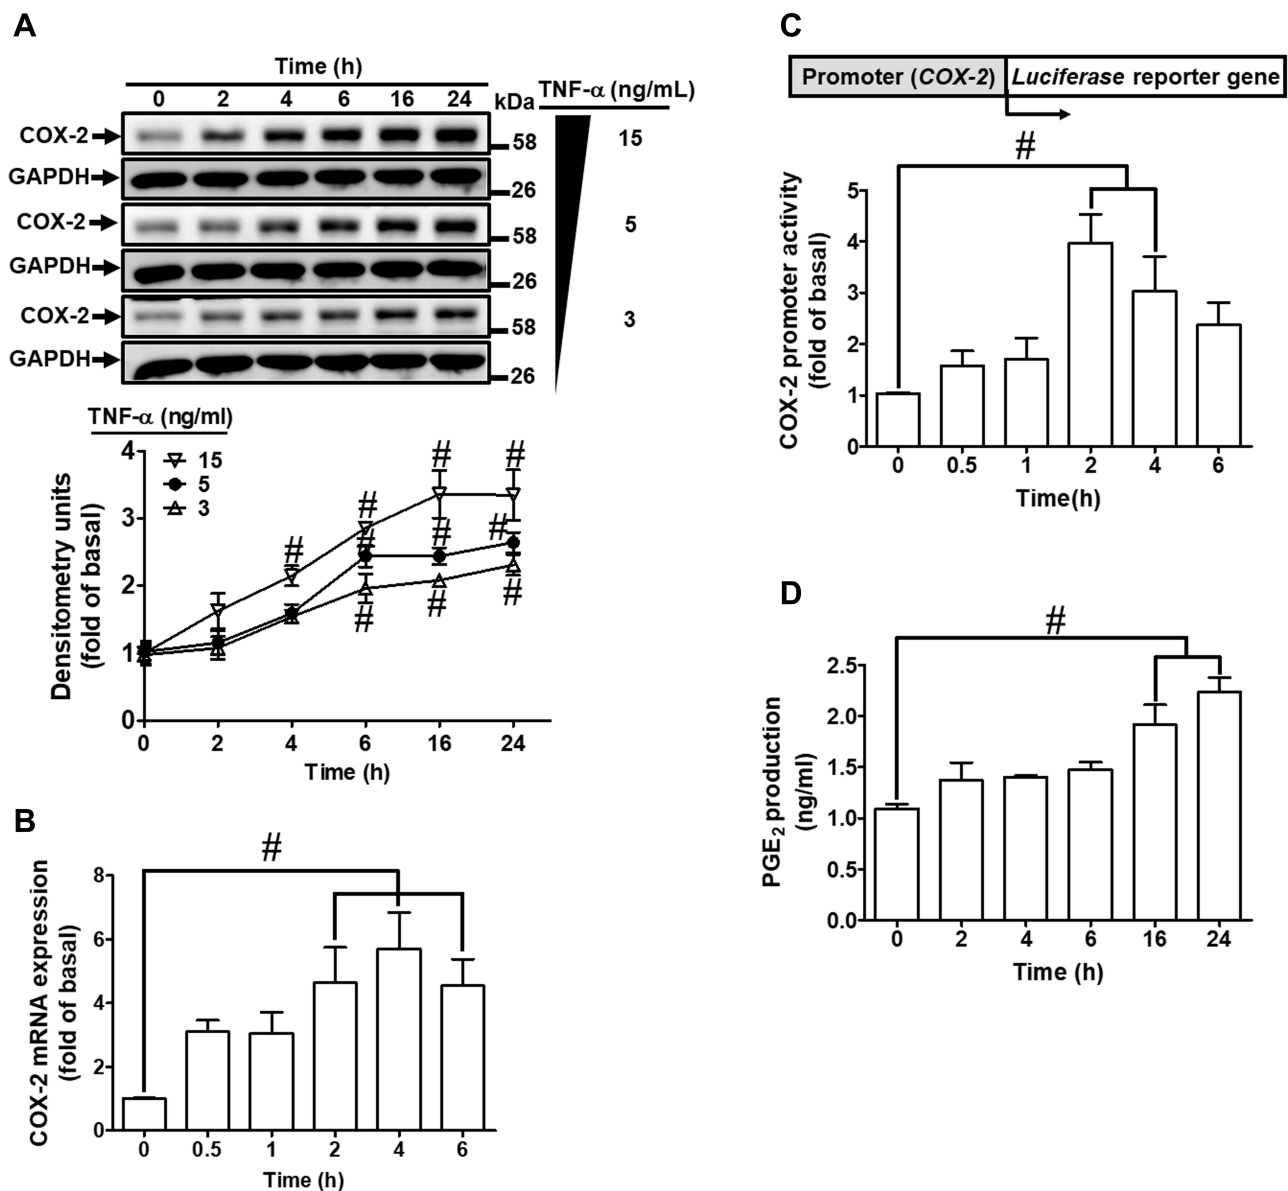 A
Time (h)
0 2 4 6 16 24
kDa
TNF-α (ng/mL)
COX-2
58
15
GAPDH
26
COX-2
58
5
GAPDH
26
COX-2
58
3
GAPDH
26
TNF-α (ng/ml)
15
5
3
Densitometry units
(fold of basal)
4
3
2
1
0
# # # # # # # # # #
0 2 4 6 16 24
Time (h)
B
COX-2 mRNA expression
(fold of basal)
8
6
4
2
0
#
0 0.5 1 2 4 6
Time (h)
C
Promoter (COX-2) Luciferase reporter gene
#
COX-2 promoter activity
(fold of basal)
5
4
3
2
1
0
0 0.5 1 2 4 6
Time(h)
D
#
PGE2 production
(ng/ml)
2.5
2.0
1.5
1.0
0.5
0.0
0 2 4 6 16 24
Time (h)